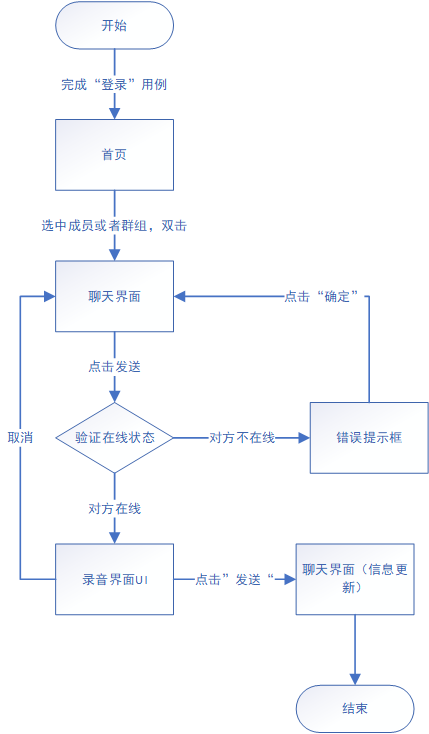 开始
完成“登录”用例
首页
选中成员或者群组，双击
聊天界面
点击“确定”
点击发送
取消
验证在线状态
对方不在线
错误提示框
对方在线
录音界面UI
点击”发送“
聊天界面（信息更
新）
结束